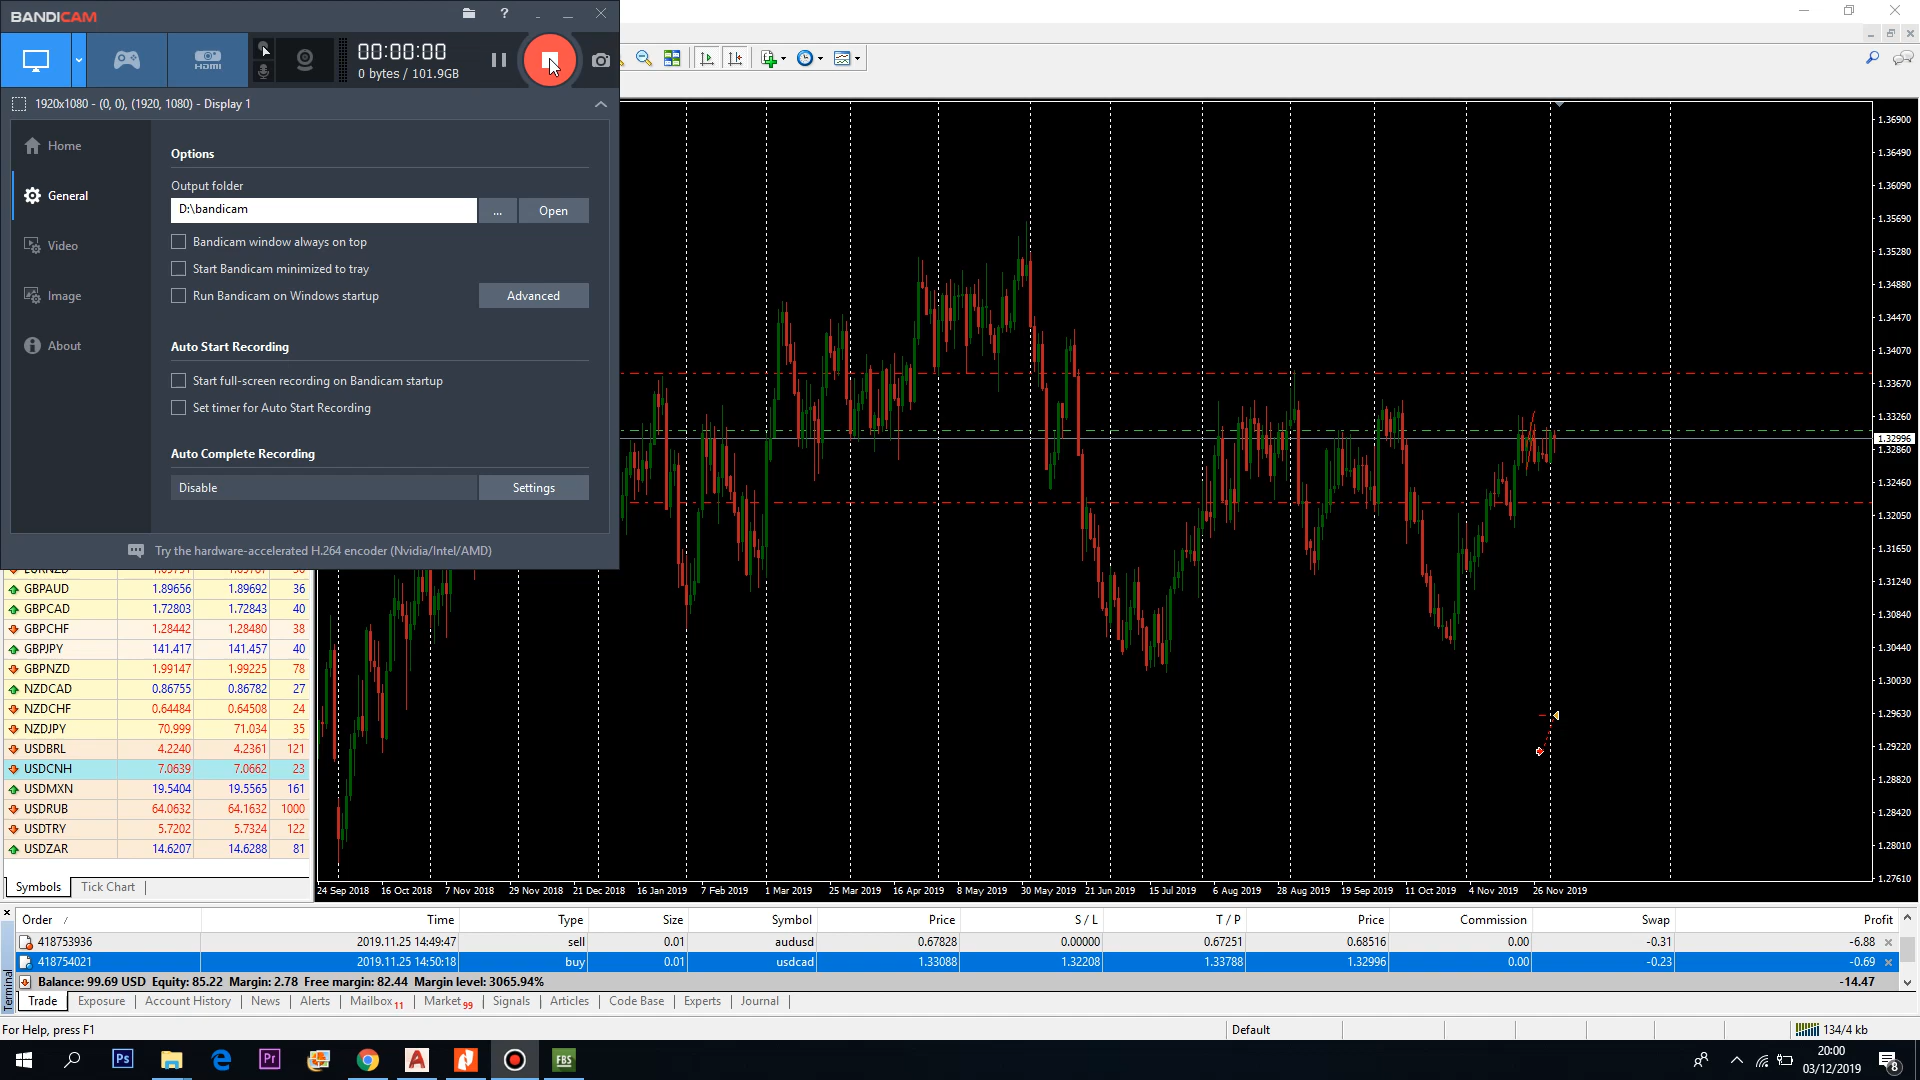 BANDICAM
?
HDMI
00:00:00
0 bytes / 101.9GB
1920x1080 - (0, 0), (1920, 1080) - Display 1
Home
General
Video
Image
About
Options
Output folder
D:\bandicam
...
Open
Bandicam window always on top
Start Bandicam minimized to tray
Run Bandicam on Windows startup
Advanced
Auto Start Recording
Start full-screen recording on Bandicam startup
Set timer for Auto Start Recording
Auto Complete Recording
Disable
Settings
Try the hardware-accelerated H.264 encoder (Nvidia/Intel/AMD)
GBPAUD 1.89656 1.89692 36
GBPCAD 1.72803 1.72843 40
GBPCHF 1.28442 1.28480 38
GBPJPY 141.417 141.457 40
GBPNZD 1.99147 1.99225 78
NZDCAD 0.86755 0.86782 27
NZDCHF 0.64484 0.64508 24
NZDJPY 70.999 71.034 35
USDBRL 4.2240 4.2361 121
USDCNH 7.0639 7.0662 23
USDMXN 19.5404 19.5565 161
USDRUB 64.0632 64.1632 1000
USDTRY 5.7202 5.7324 122
USDZAR 14.6207 14.6288 81
Symbols Tick Chart
1.36900
1.36490
1.36090
1.35690
1.35280
1.34880
1.34470
1.34070
1.33670
1.33260
1.32996
1.32860
1.32460
1.32050
1.31650
1.31240
1.30840
1.30440
1.30030
1.29630
1.29220
1.28820
1.28420
1.28010
1.27610
24 Sep 2018 16 Oct 2018 7 Nov 2018 29 Nov 2018 21 Dec 2018 16 Jan 2019 7 Feb 2019 1 Mar 2019 25 Mar 2019 16 Apr 2019 8 May 2019 30 May 2019 21 Jun 2019 15 Jul 2019 6 Aug 2019 28 Aug 2019 19 Sep 2019 11 Oct 2019 4 Nov 2019 26 Nov 2019
Order / Time Type Size Symbol Price S / L T / P Price Commission Swap Profit
418753936 2019.11.25 14:49:47 sell 0.01 audusd 0.67828 0.00000 0.67251 0.68516 0.00 -0.31 -6.88
418754021 2019.11.25 14:50:18 buy 0.01 usdcad 1.33088 1.32208 1.33788 1.32996 0.00 -0.23 -0.69
Balance: 99.69 USD Equity: 85.22 Margin: 2.78 Free margin: 82.44 Margin level: 3065.94% -14.47
Terminal
Trade Exposure Account History News Alerts Mailbox 11 Market 99 Signals Articles Code Base Experts Journal
For Help, press F1
Default
134/4 kb
Ps
Pr
FBS
20:00
03/12/2019
8